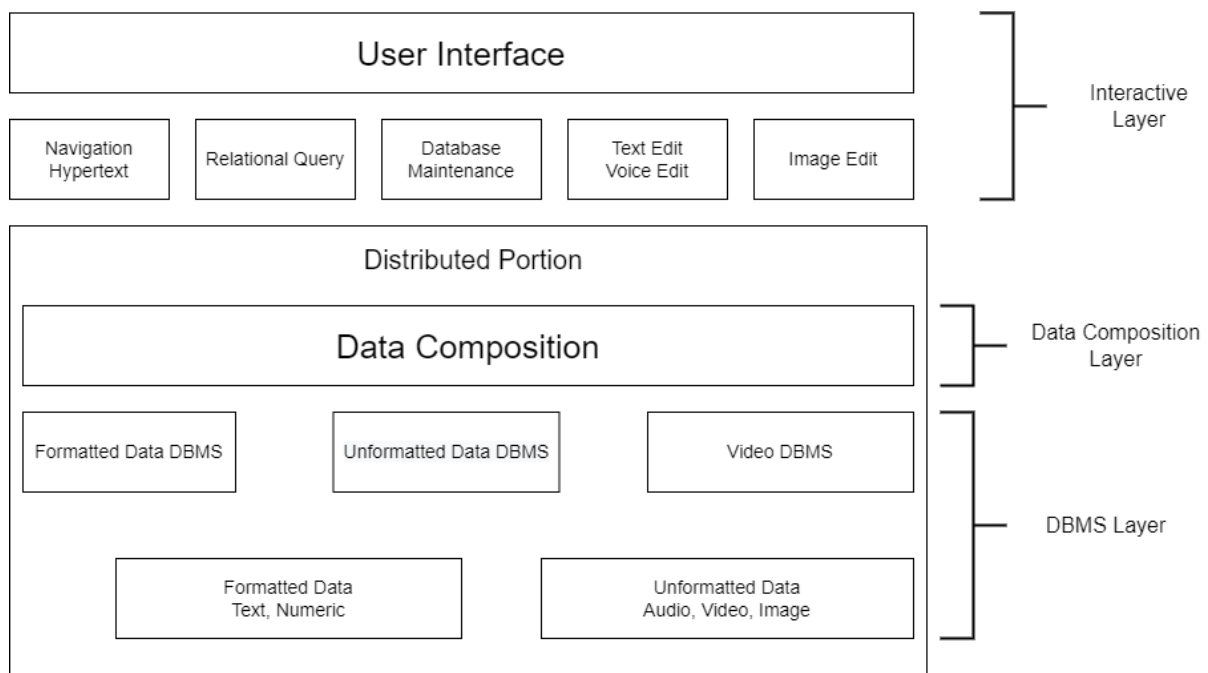 User Interface
Interactive
Layer
Navigation
Hypertext
Relational Query
Database
Maintenance
Text Edit
Voice Edit
Image Edit
Distributed Portion
Data Composition
Data Composition
Layer
Formatted Data DBMS
Unformatted Data DBMS
Video DBMS
DBMS Layer
Formatted Data
Text, Numeric
Unformatted Data
Audio, Video, Image